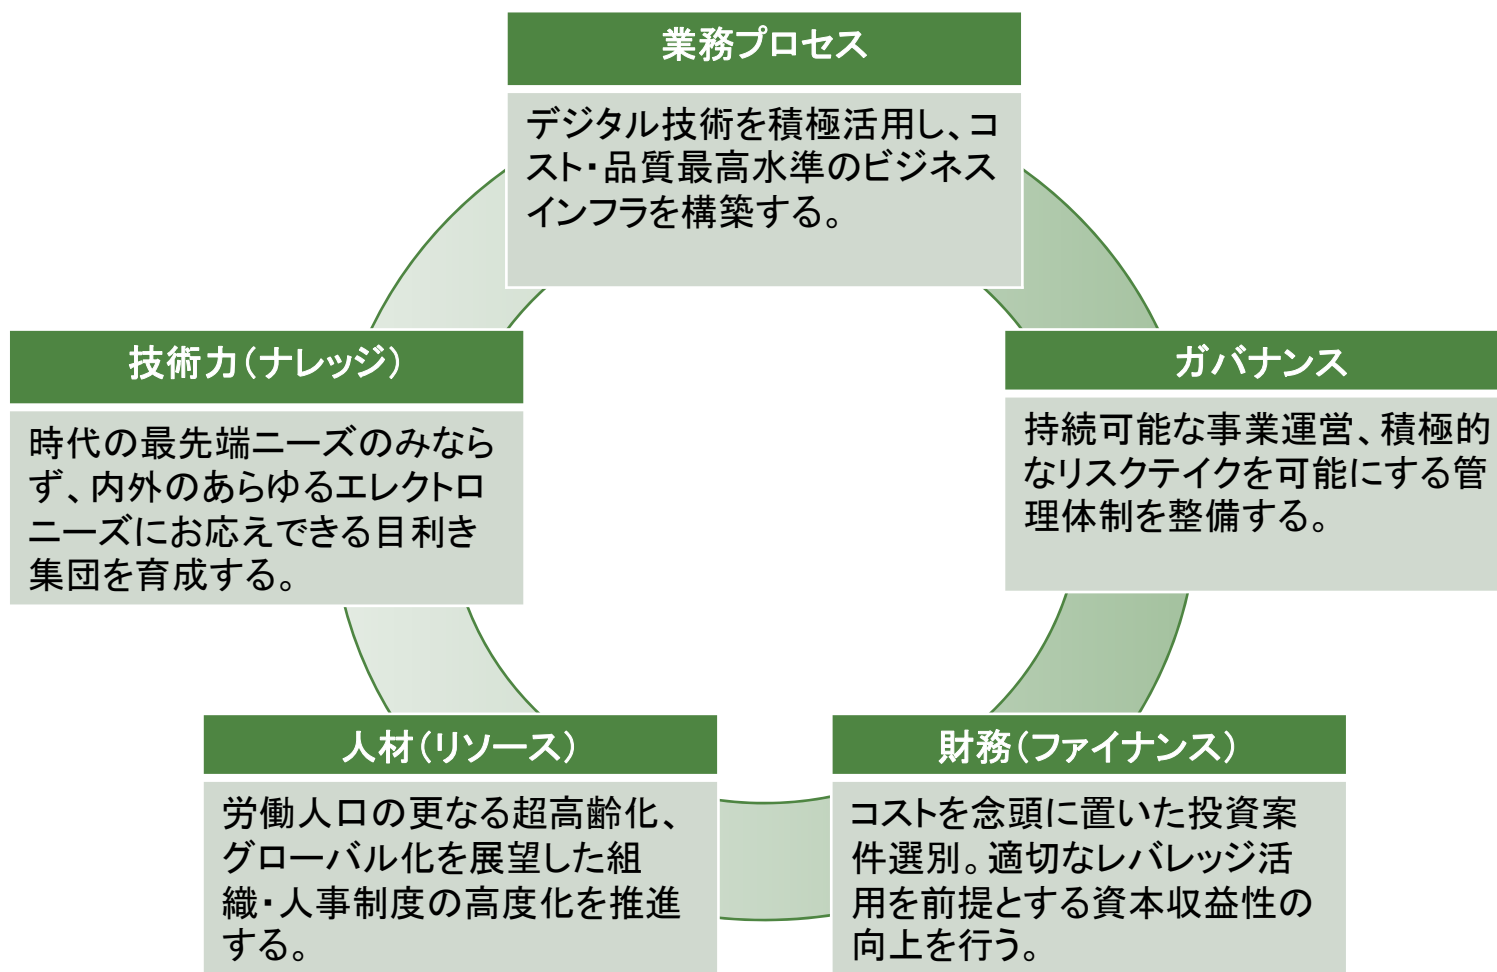 業務プロセス
デジタル技術を積極活用し、コ
スト・品質最高水準のビジネス
インフラを構築する。
技術力（ナレッジ）
時代の最先端ニーズのみなら
ず、内外のあらゆるエレクトロ
ニーズにお応えできる目利き
集団を育成する。
ガバナンス
持続可能な事業運営、積極的
なリスクテイクを可能にする管
理体制を整備する。
人材（リソース）
労働人口の更なる超高齢化、
グローバル化を展望した組
織・人事制度の高度化を推進
する。
財務（ファイナンス）
コストを念頭に置いた投資案
件選別。適切なレバレッジ活
用を前提とする資本収益性の
向上を行う。